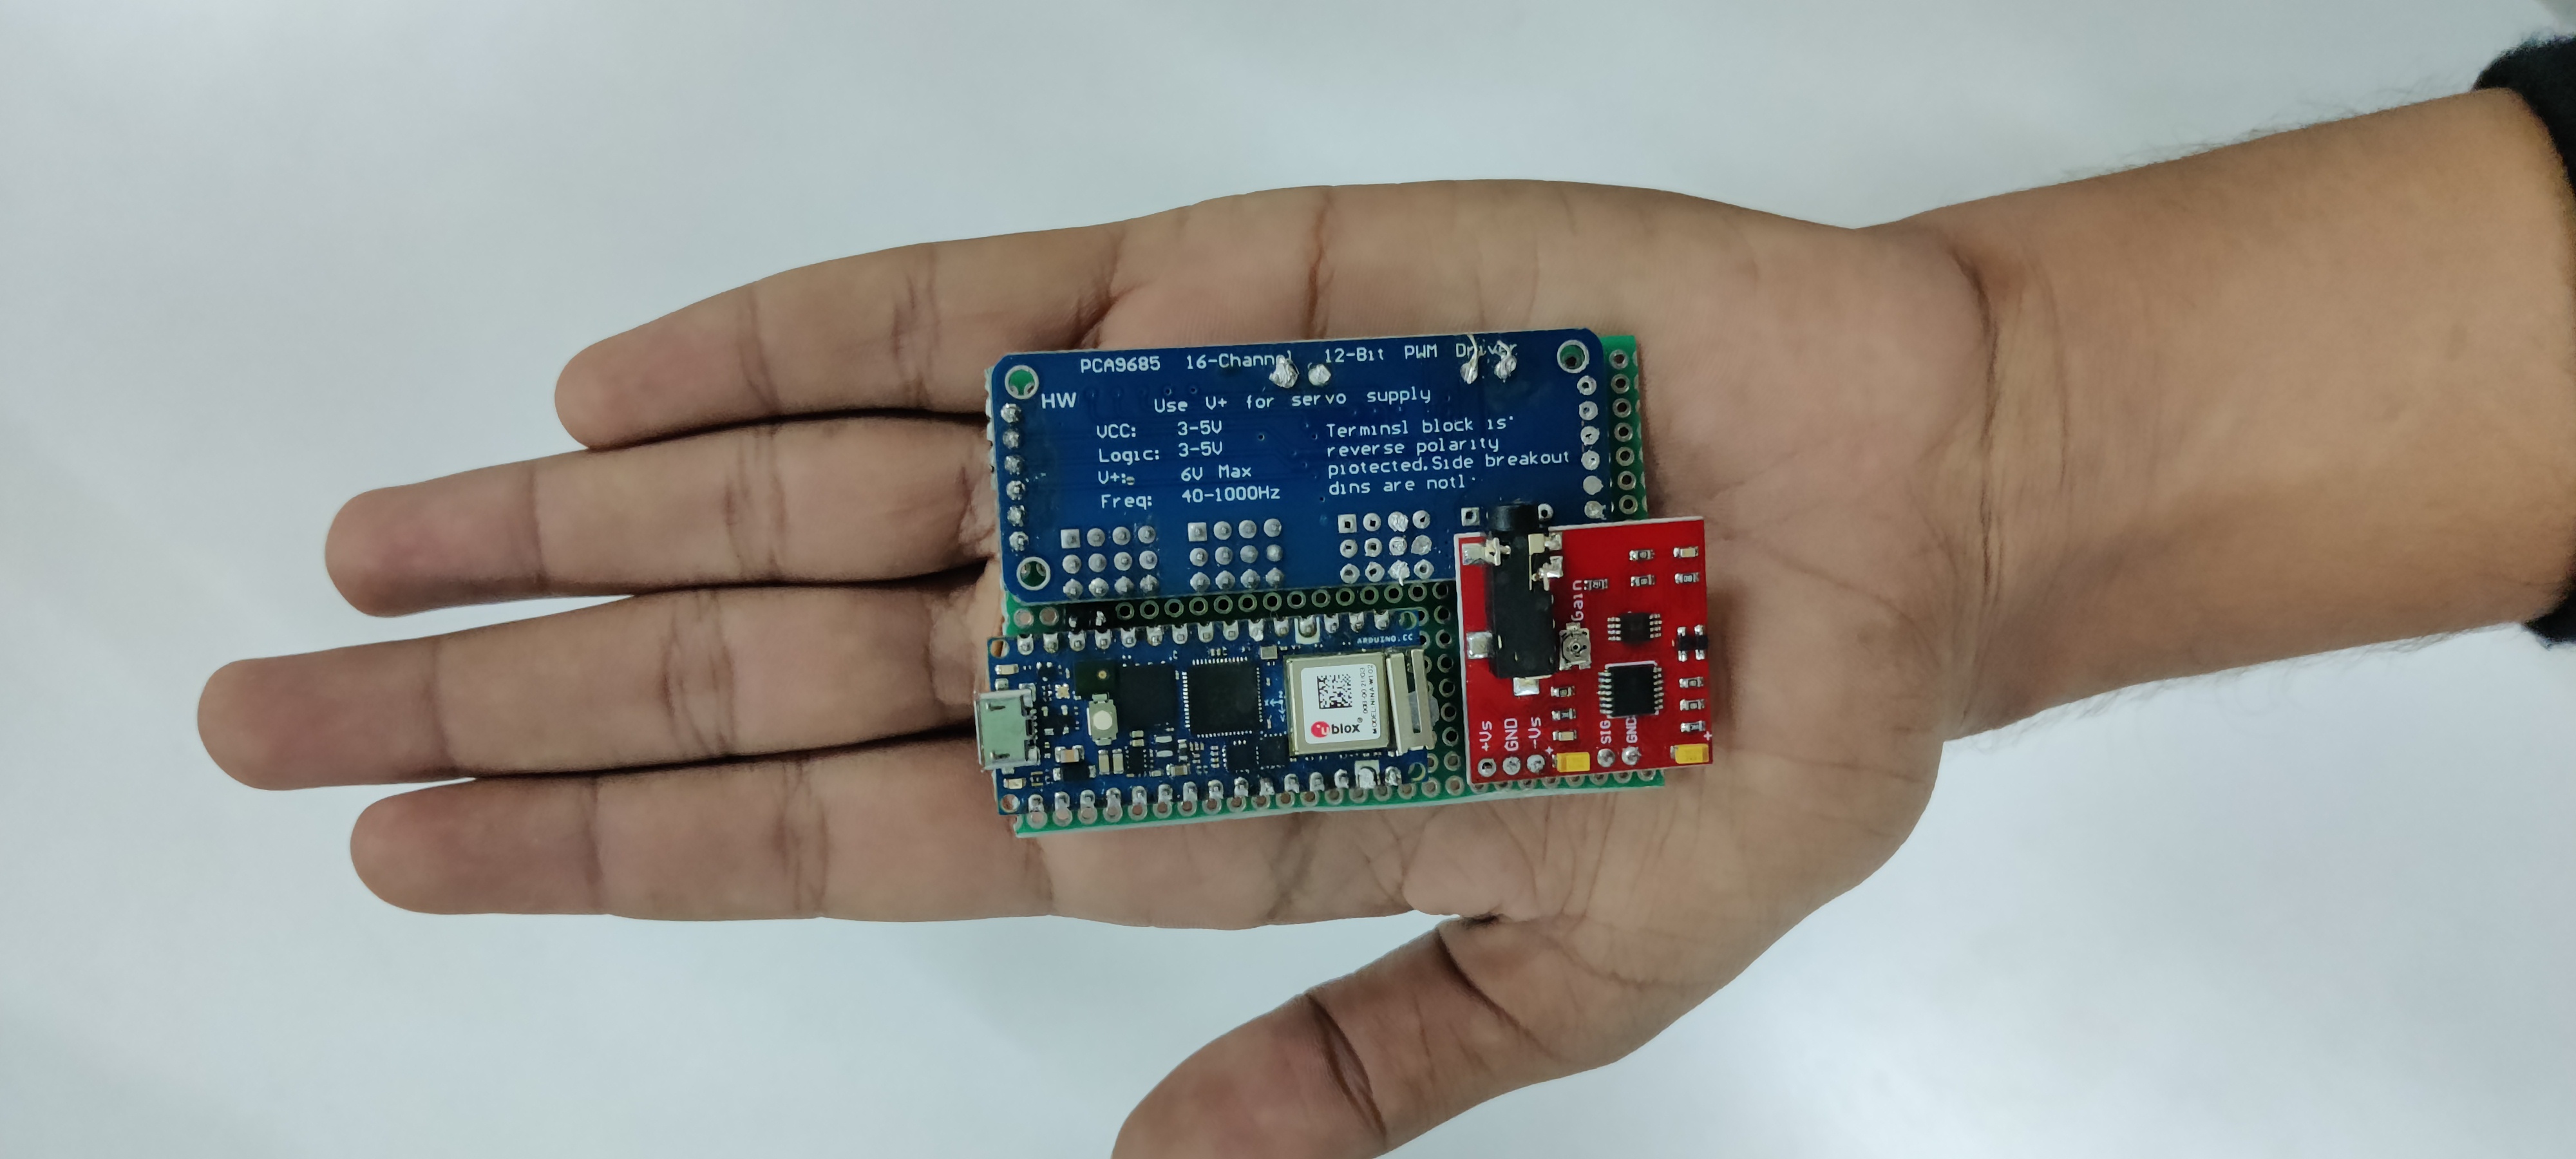 PCA9685 16-Channel 12-Bit PWM Driver
HW
Use V+ for servo supply
VCC: 3-5V
Logic: 3-5V
V+: 6V Max
Freq: 40-1000Hz
Terminsl block is
reverse polarity
piotected.Side breakout
dins are notl
ARDUINO.CC
ublox
Gain
+Vs
GND
-Vs
+
SIG
GND
+